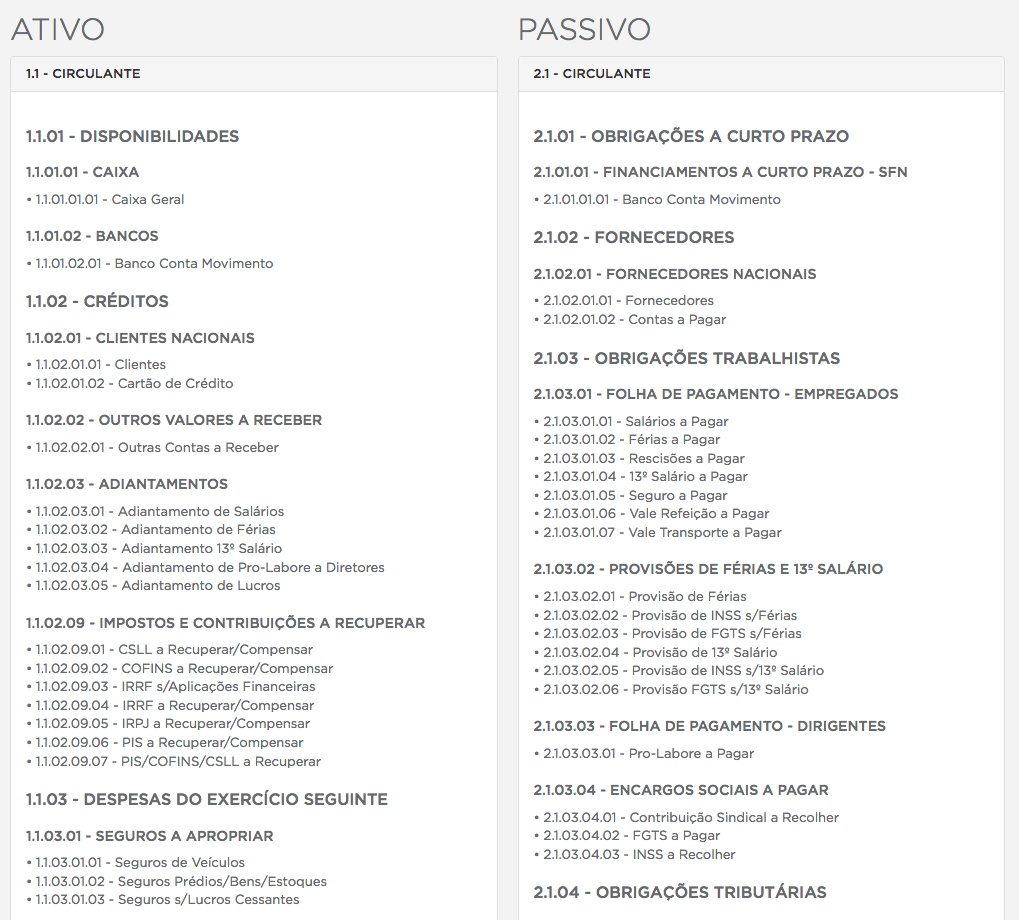 ATIVO
1.1 - CIRCULANTE
1.1.01 - DISPONIBILIDADES
1.1.01.01 - CAIXA
• 1.1.01.01.01 - Caixa Geral
1.1.01.02 - BANCOS
• 1.1.01.02.01 - Banco Conta Movimento
1.1.02 - CRÉDITOS
1.1.02.01 - CLIENTES NACIONAIS
• 1.1.02.01.01 - Clientes
• 1.1.02.01.02 - Cartão de Crédito
1.1.02.02 - OUTROS VALORES A RECEBER
• 1.1.02.02.01 - Outras Contas a Receber
1.1.02.03 - ADIANTAMENTOS
• 1.1.02.03.01 - Adiantamento de Salários
• 1.1.02.03.02 - Adiantamento de Férias
• 1.1.02.03.03 - Adiantamento 13º Salário
• 1.1.02.03.04 - Adiantamento de Pro-Labore a Diretores
• 1.1.02.03.05 - Adiantamento de Lucros
1.1.02.09 - IMPOSTOS E CONTRIBUIÇÕES A RECUPERAR
• 1.1.02.09.01 - CSLL a Recuperar/Compensar
• 1.1.02.09.02 - COFINS a Recuperar/Compensar
• 1.1.02.09.03 - IRRF s/Aplicações Financeiras
• 1.1.02.09.04 - IRRF a Recuperar/Compensar
• 1.1.02.09.05 - IRPJ a Recuperar/Compensar
• 1.1.02.09.06 - PIS a Recuperar/Compensar
• 1.1.02.09.07 - PIS/COFINS/CSLL a Recuperar
1.1.03 - DESPESAS DO EXERCÍCIO SEGUINTE
1.1.03.01 - SEGUROS A APROPRIAR
• 1.1.03.01.01 - Seguros de Veículos
• 1.1.03.01.02 - Seguros Prédios/Bens/Estoques
• 1.1.03.01.03 - Seguros s/Lucros Cessantes
PASSIVO
2.1 - CIRCULANTE
2.1.01 - OBRIGAÇÕES A CURTO PRAZO
2.1.01.01 - FINANCIAMENTOS A CURTO PRAZO - SFN
• 2.1.01.01.01 - Banco Conta Movimento
2.1.02 - FORNECEDORES
2.1.02.01 - FORNECEDORES NACIONAIS
• 2.1.02.01.01 - Fornecedores
• 2.1.02.01.02 - Contas a Pagar
2.1.03 - OBRIGAÇÕES TRABALHISTAS
2.1.03.01 - FOLHA DE PAGAMENTO - EMPREGADOS
• 2.1.03.01.01 - Salários a Pagar
• 2.1.03.01.02 - Férias a Pagar
• 2.1.03.01.03 - Rescisões a Pagar
• 2.1.03.01.04 - 13º Salário a Pagar
• 2.1.03.01.05 - Seguro a Pagar
• 2.1.03.01.06 - Vale Refeição a Pagar
• 2.1.03.01.07 - Vale Transporte a Pagar
2.1.03.02 - PROVISÕES DE FÉRIAS E 13º SALÁRIO
• 2.1.03.02.01 - Provisão de Férias
• 2.1.03.02.02 - Provisão de INSS s/Férias
• 2.1.03.02.03 - Provisão de FGTS s/Férias
• 2.1.03.02.04 - Provisão de 13º Salário
• 2.1.03.02.05 - Provisão de INSS s/13º Salário
• 2.1.03.02.06 - Provisão FGTS s/13º Salário
2.1.03.03 - FOLHA DE PAGAMENTO - DIRIGENTES
• 2.1.03.03.01 - Pro-Labore a Pagar
2.1.03.04 - ENCARGOS SOCIAIS A PAGAR
• 2.1.03.04.01 - Contribuição Sindical a Recolher
• 2.1.03.04.02 - FGTS a Pagar
• 2.1.03.04.03 - INSS a Recolher
2.1.04 - OBRIGAÇÕES TRIBUTÁRIAS